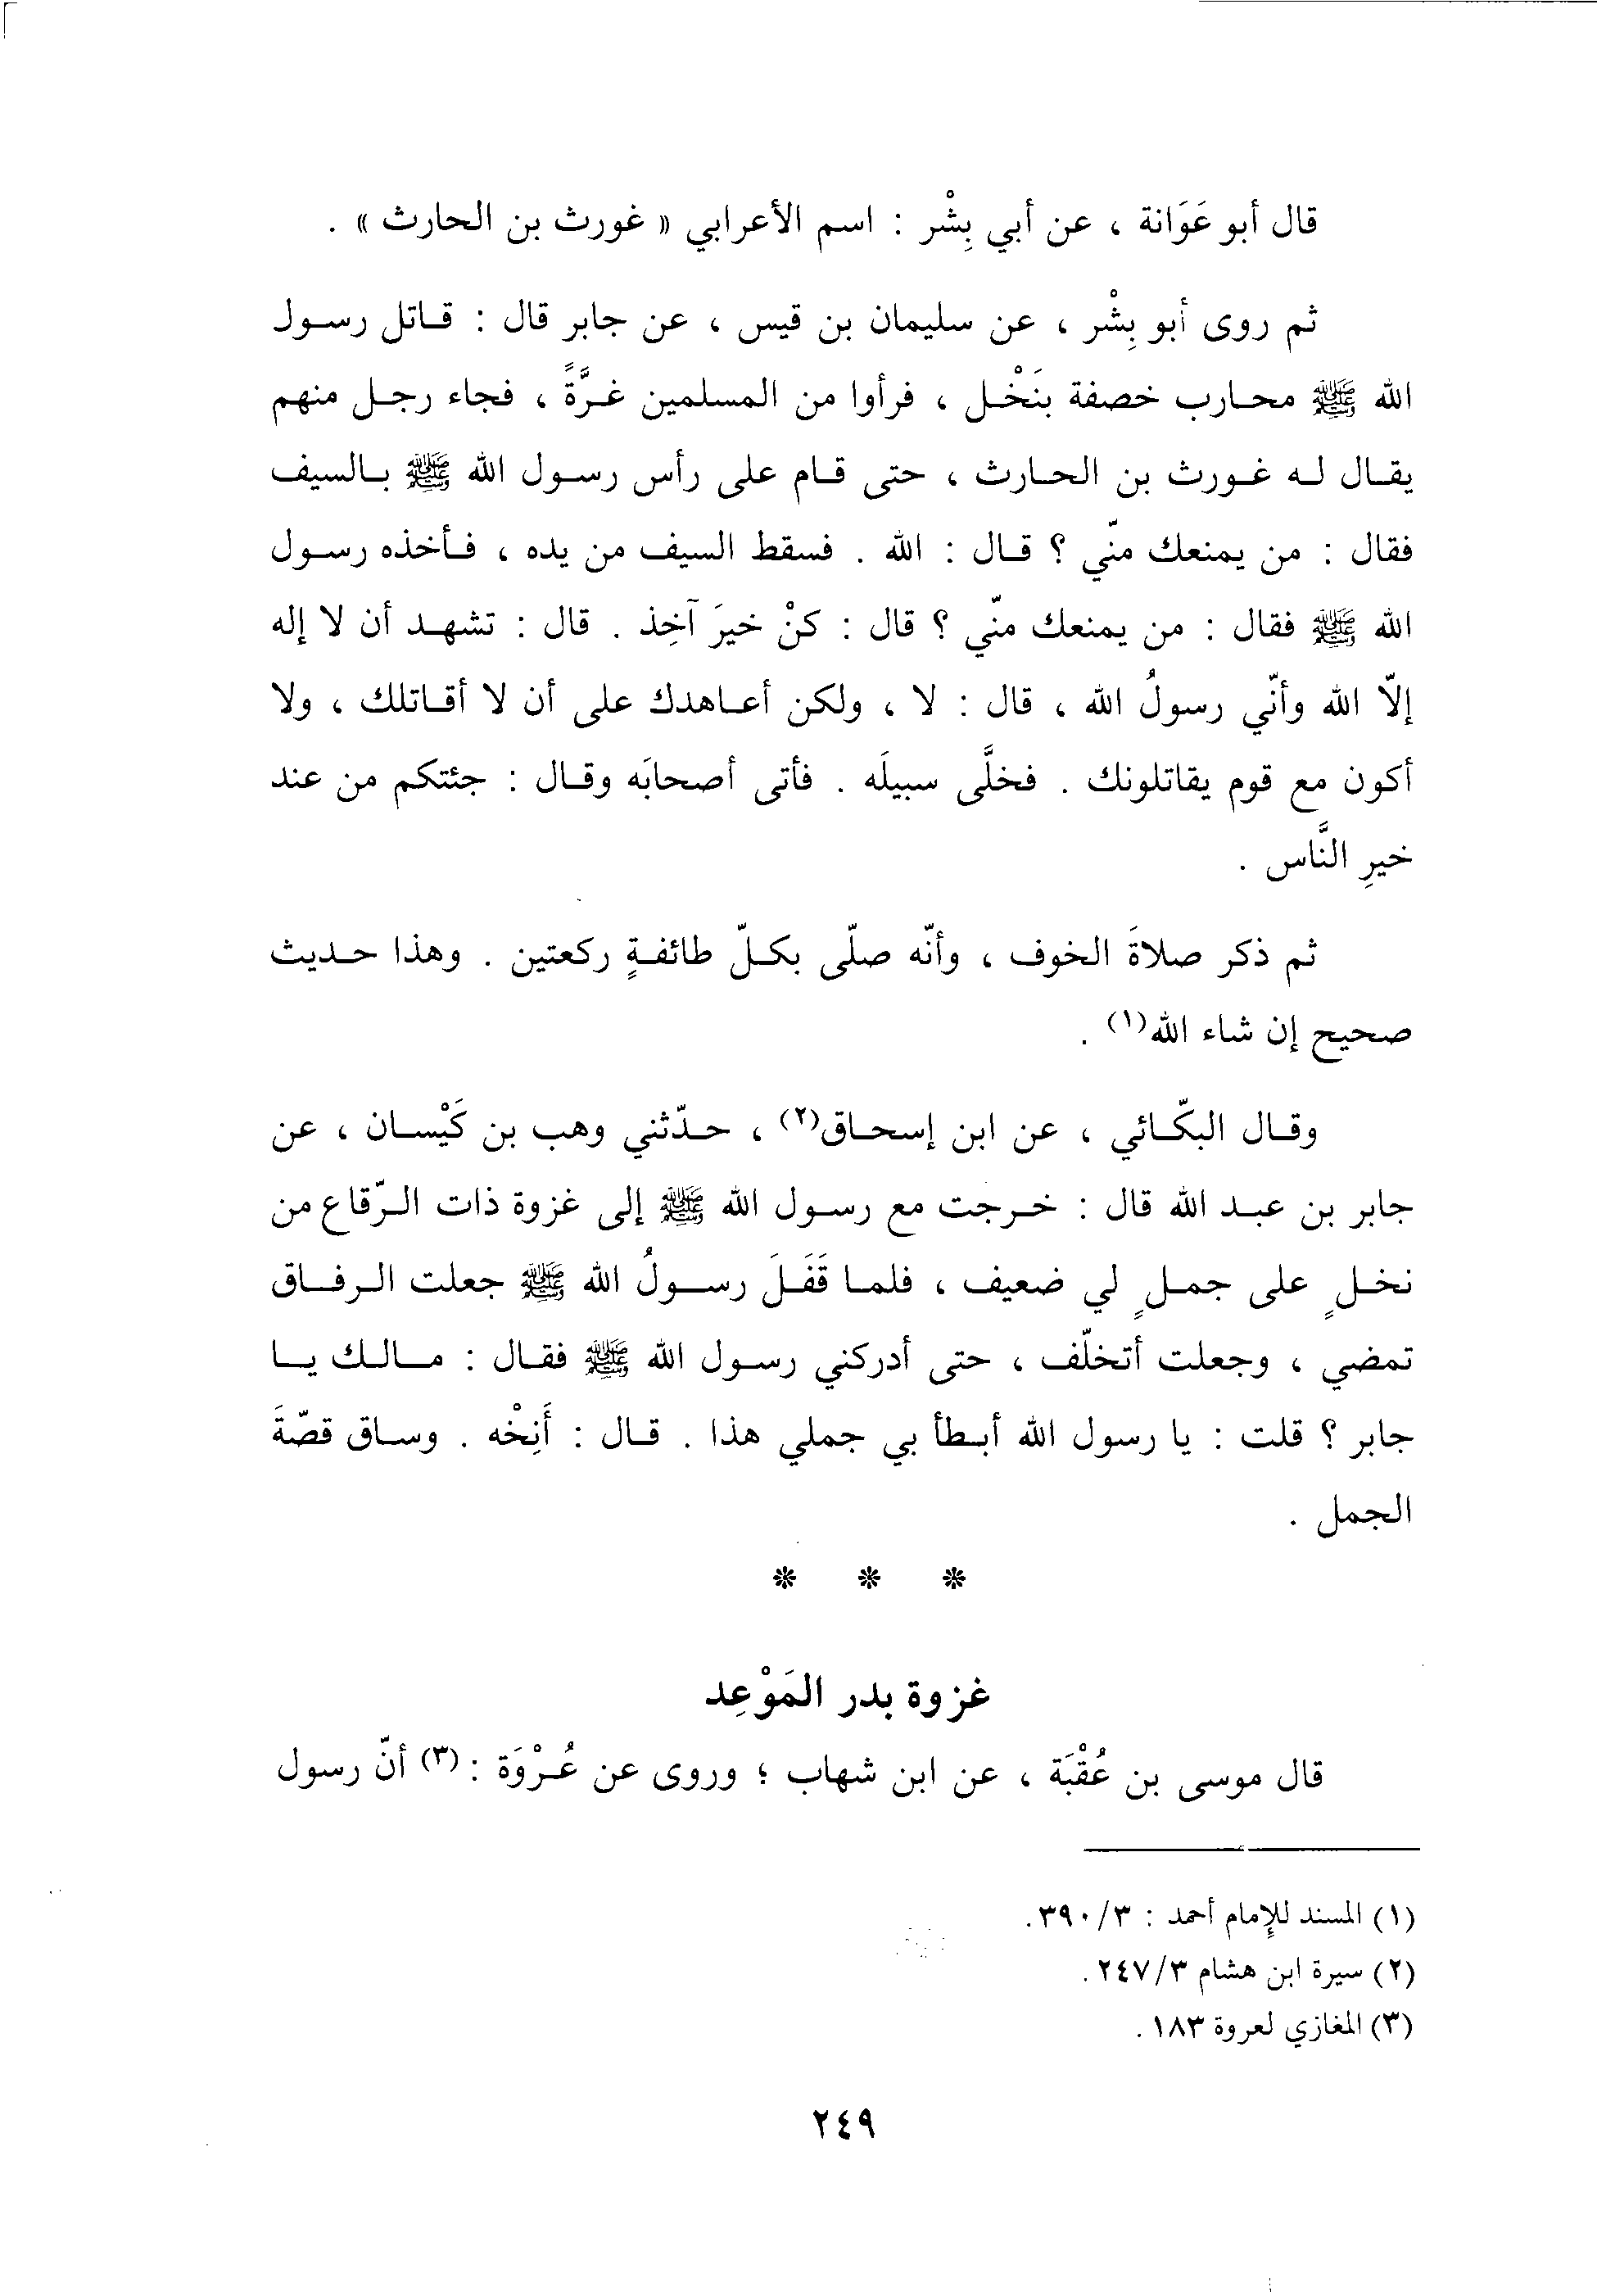 قال أبو عَوَانة ، عن أبي بِشْر : اسم الأعرابي « غورث بن الحارث » .
ثم روى أبو بِشْر ، عن سليمان بن قيس ، عن جابر قال : قاتل رسول
الله ﷺ محارب خصفة بنَخْل ، فرأوا من المسلمين غرَّةً ، فجاء رجل منهم
يقال له غورث بن الحارث ، حتى قام على رأس رسول الله ﷺ بالسيف
فقال : من يمنعك منّي ؟ قال : الله . فسقط السيف من يده ، فأخذه رسول
الله ﷺ فقال : من يمنعك منّي ؟ قال : كنْ خيرَ آخِذ . قال : تشهد أن لا إله
إلّا الله وأنّي رسولُ الله ، قال : لا ، ولكن أعاهدك على أن لا أقاتلك ، ولا
أكون مع قوم يقاتلونك . فخلَّى سبيلَه . فأتى أصحابَه وقال : جئتكم من عند
خيرِ النَّاس .
ثم ذكر صلاةَ الخوف ، وأنّه صلّى بكلّ طائفةٍ ركعتين . وهذا حديث
صحيح إن شاء الله(١) .
وقال البكّائي ، عن ابن إسحاق(٢) ، حدّثني وهب بن كَيْسان ، عن
جابر بن عبد الله قال : خرجت مع رسول الله ﷺ إلى غزوة ذات الرّقاع من
نخلٍ على جملٍ لي ضعيف ، فلما قَفَلَ رسولُ الله ﷺ جعلت الرفاق
تمضي ، وجعلت أتخلّف ، حتى أدركني رسول الله ﷺ فقال : مالك يا
جابر ؟ قلت : يا رسول الله أبطأ بي جملي هذا . قال : أَنِخْه . وساق قصّةَ
الجمل .
* * *
غزوة بدر المَوْعِد
قال موسى بن عُقْبَة ، عن ابن شهاب ؛ وروى عن عُرْوَة :(٣) أنّ رسول
(١) المسند للإمام أحمد : ٣/‏٣٩٠.
(٢) سيرة ابن هشام ٣/‏٢٤٧ .
(٣) المغازي لعروة ١٨٣ .
٢٤٩